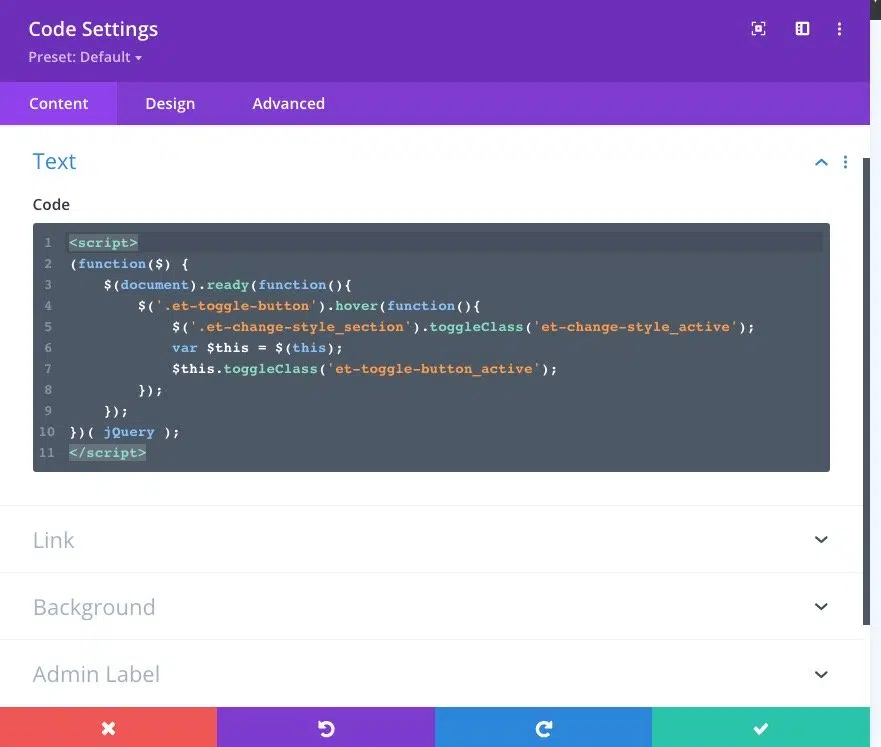 Code Settings
Preset: Default
Content Design Advanced
Text
Code
1 <script>
2 (function($) {
3     $(document).ready(function(){
4         $('.et-toggle-button').hover(function(){
5             $('.et-change-style_section').toggleClass('et-change-style_active');
6             var $this = $(this);
7             $this.toggleClass('et-toggle-button_active');
8         });
9     });
10 })( jQuery );
11 </script>
Link
Background
Admin Label